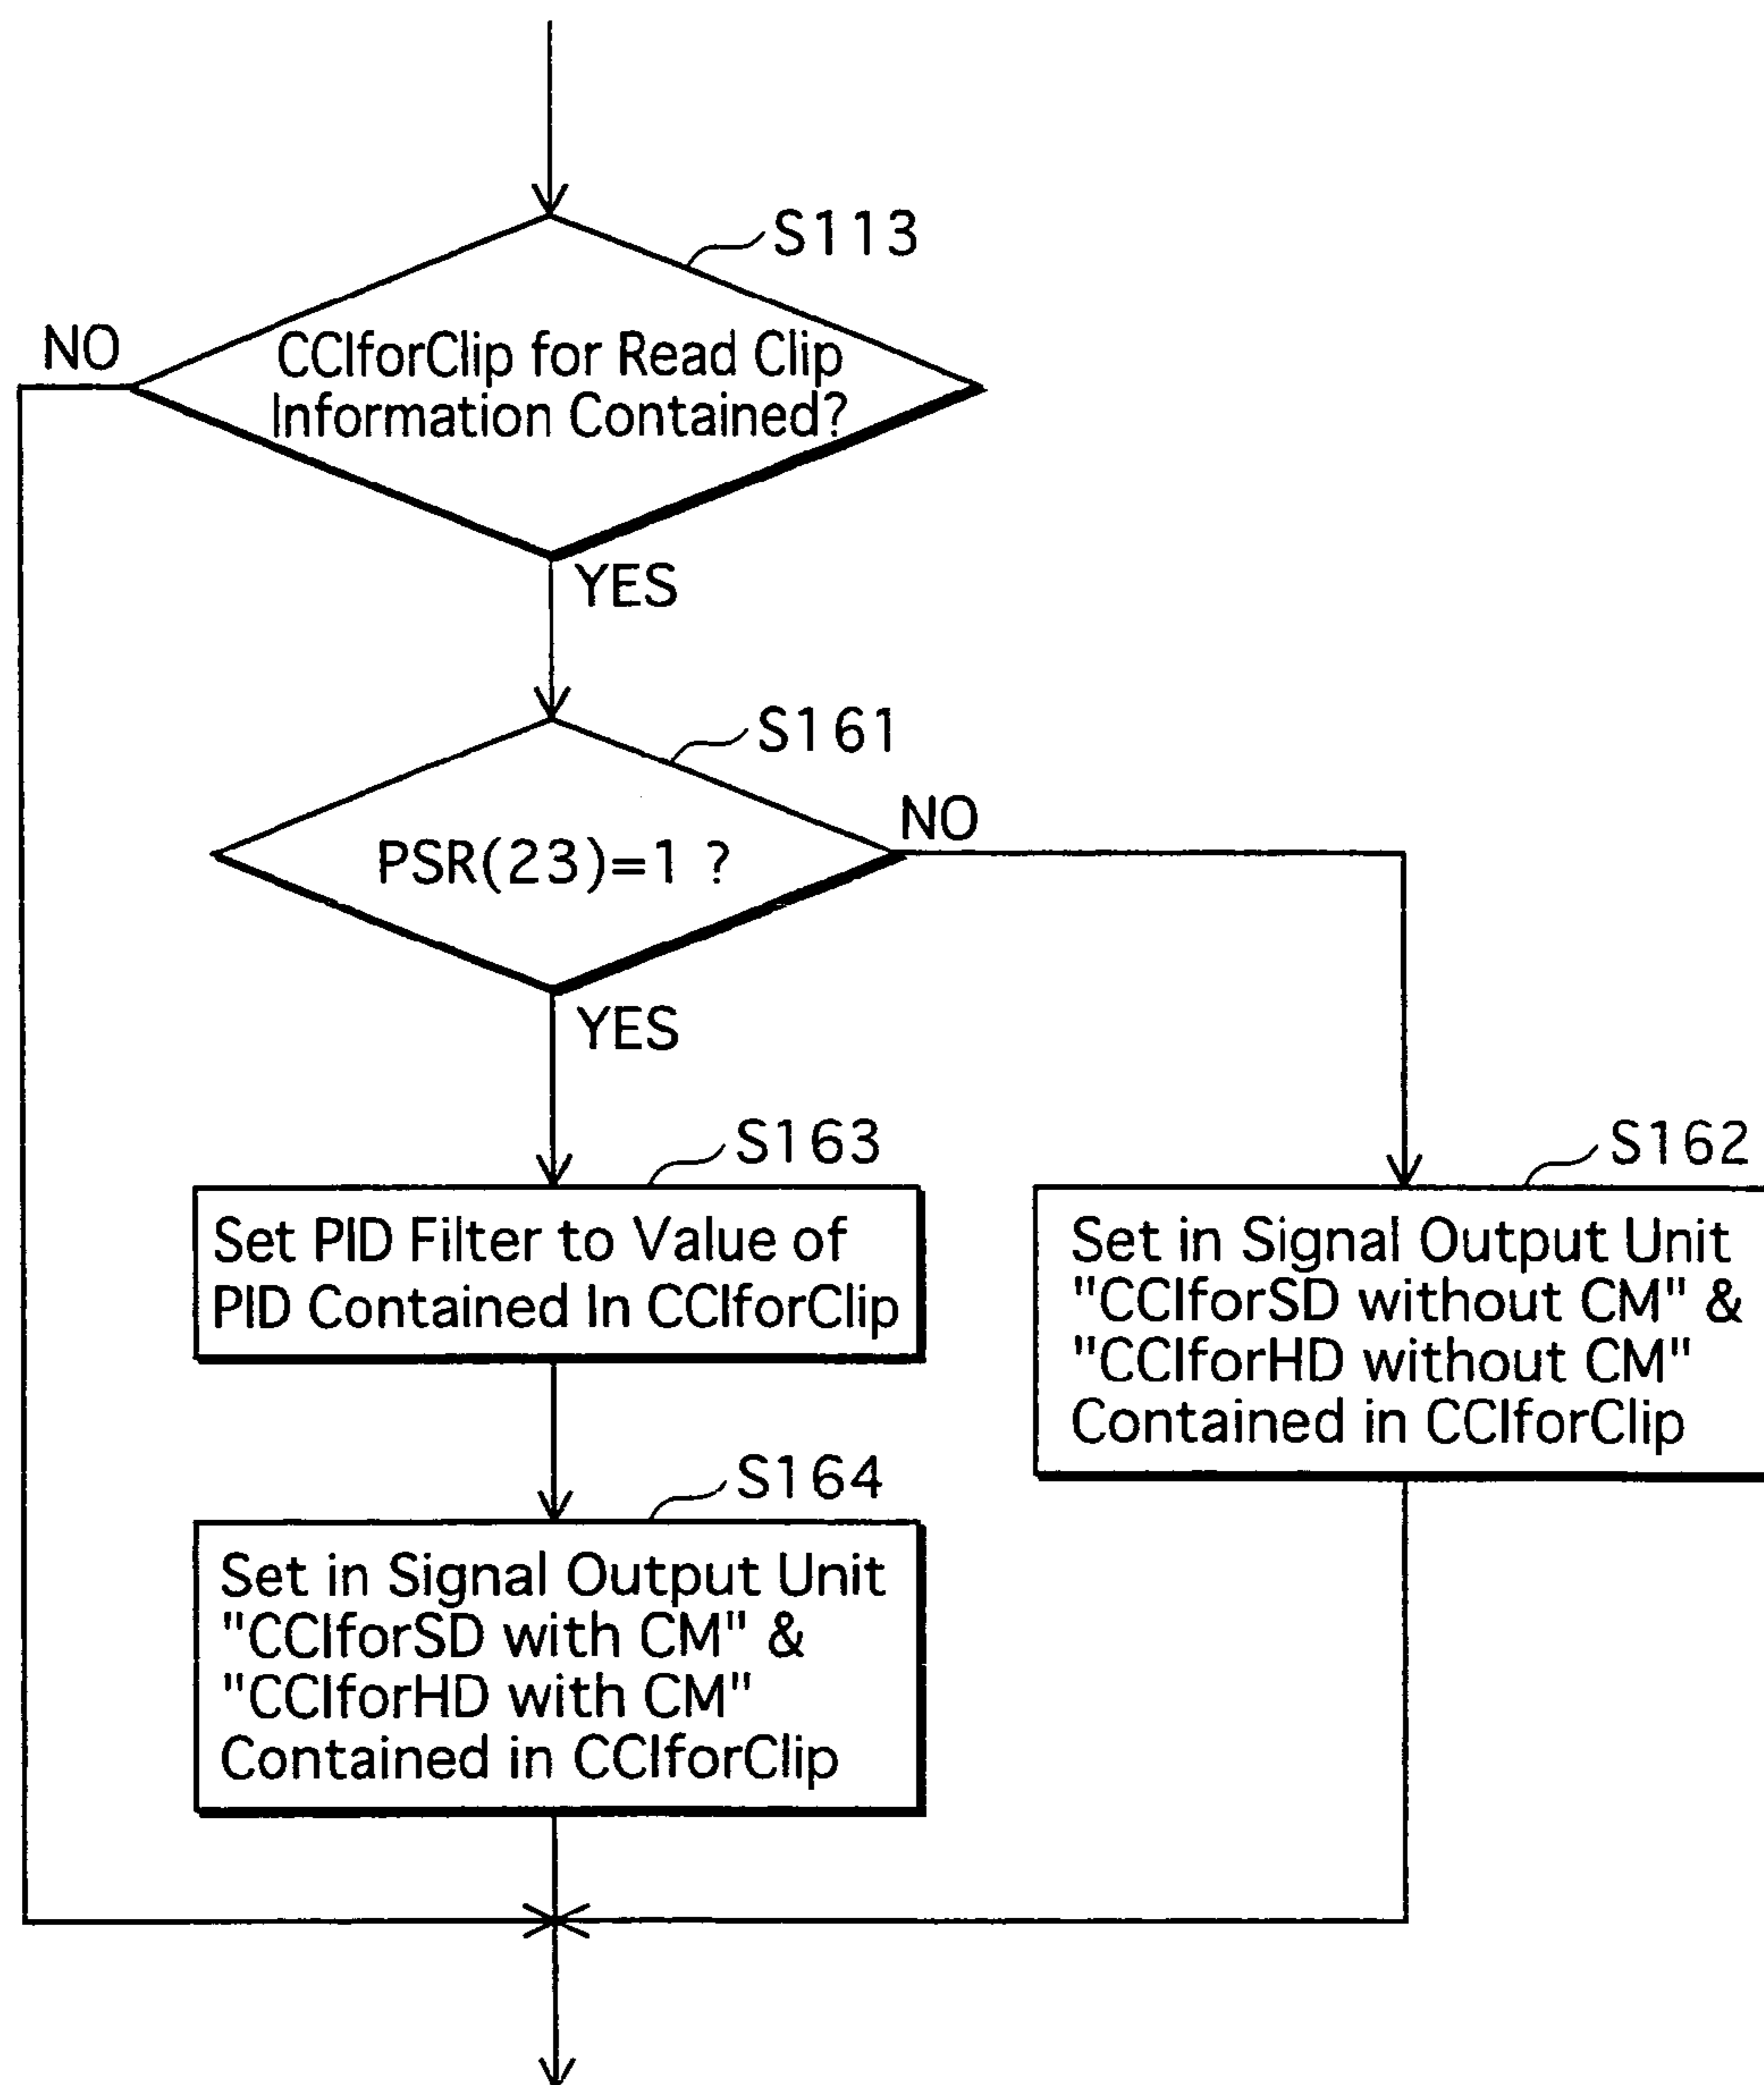 S113
NO
CCIforClip for Read Clip
Information Contained?
YES
S161
NO
PSR(23)=1 ?
YES
S163
Set PID Filter to Value of
PID Contained In CCIforClip
S162
Set in Signal Output Unit
"CCIforSD without CM" &
"CCIforHD without CM"
Contained in CCIforClip
S164
Set in Signal Output Unit
"CCIforSD with CM" &
"CCIforHD with CM"
Contained in CCIforClip